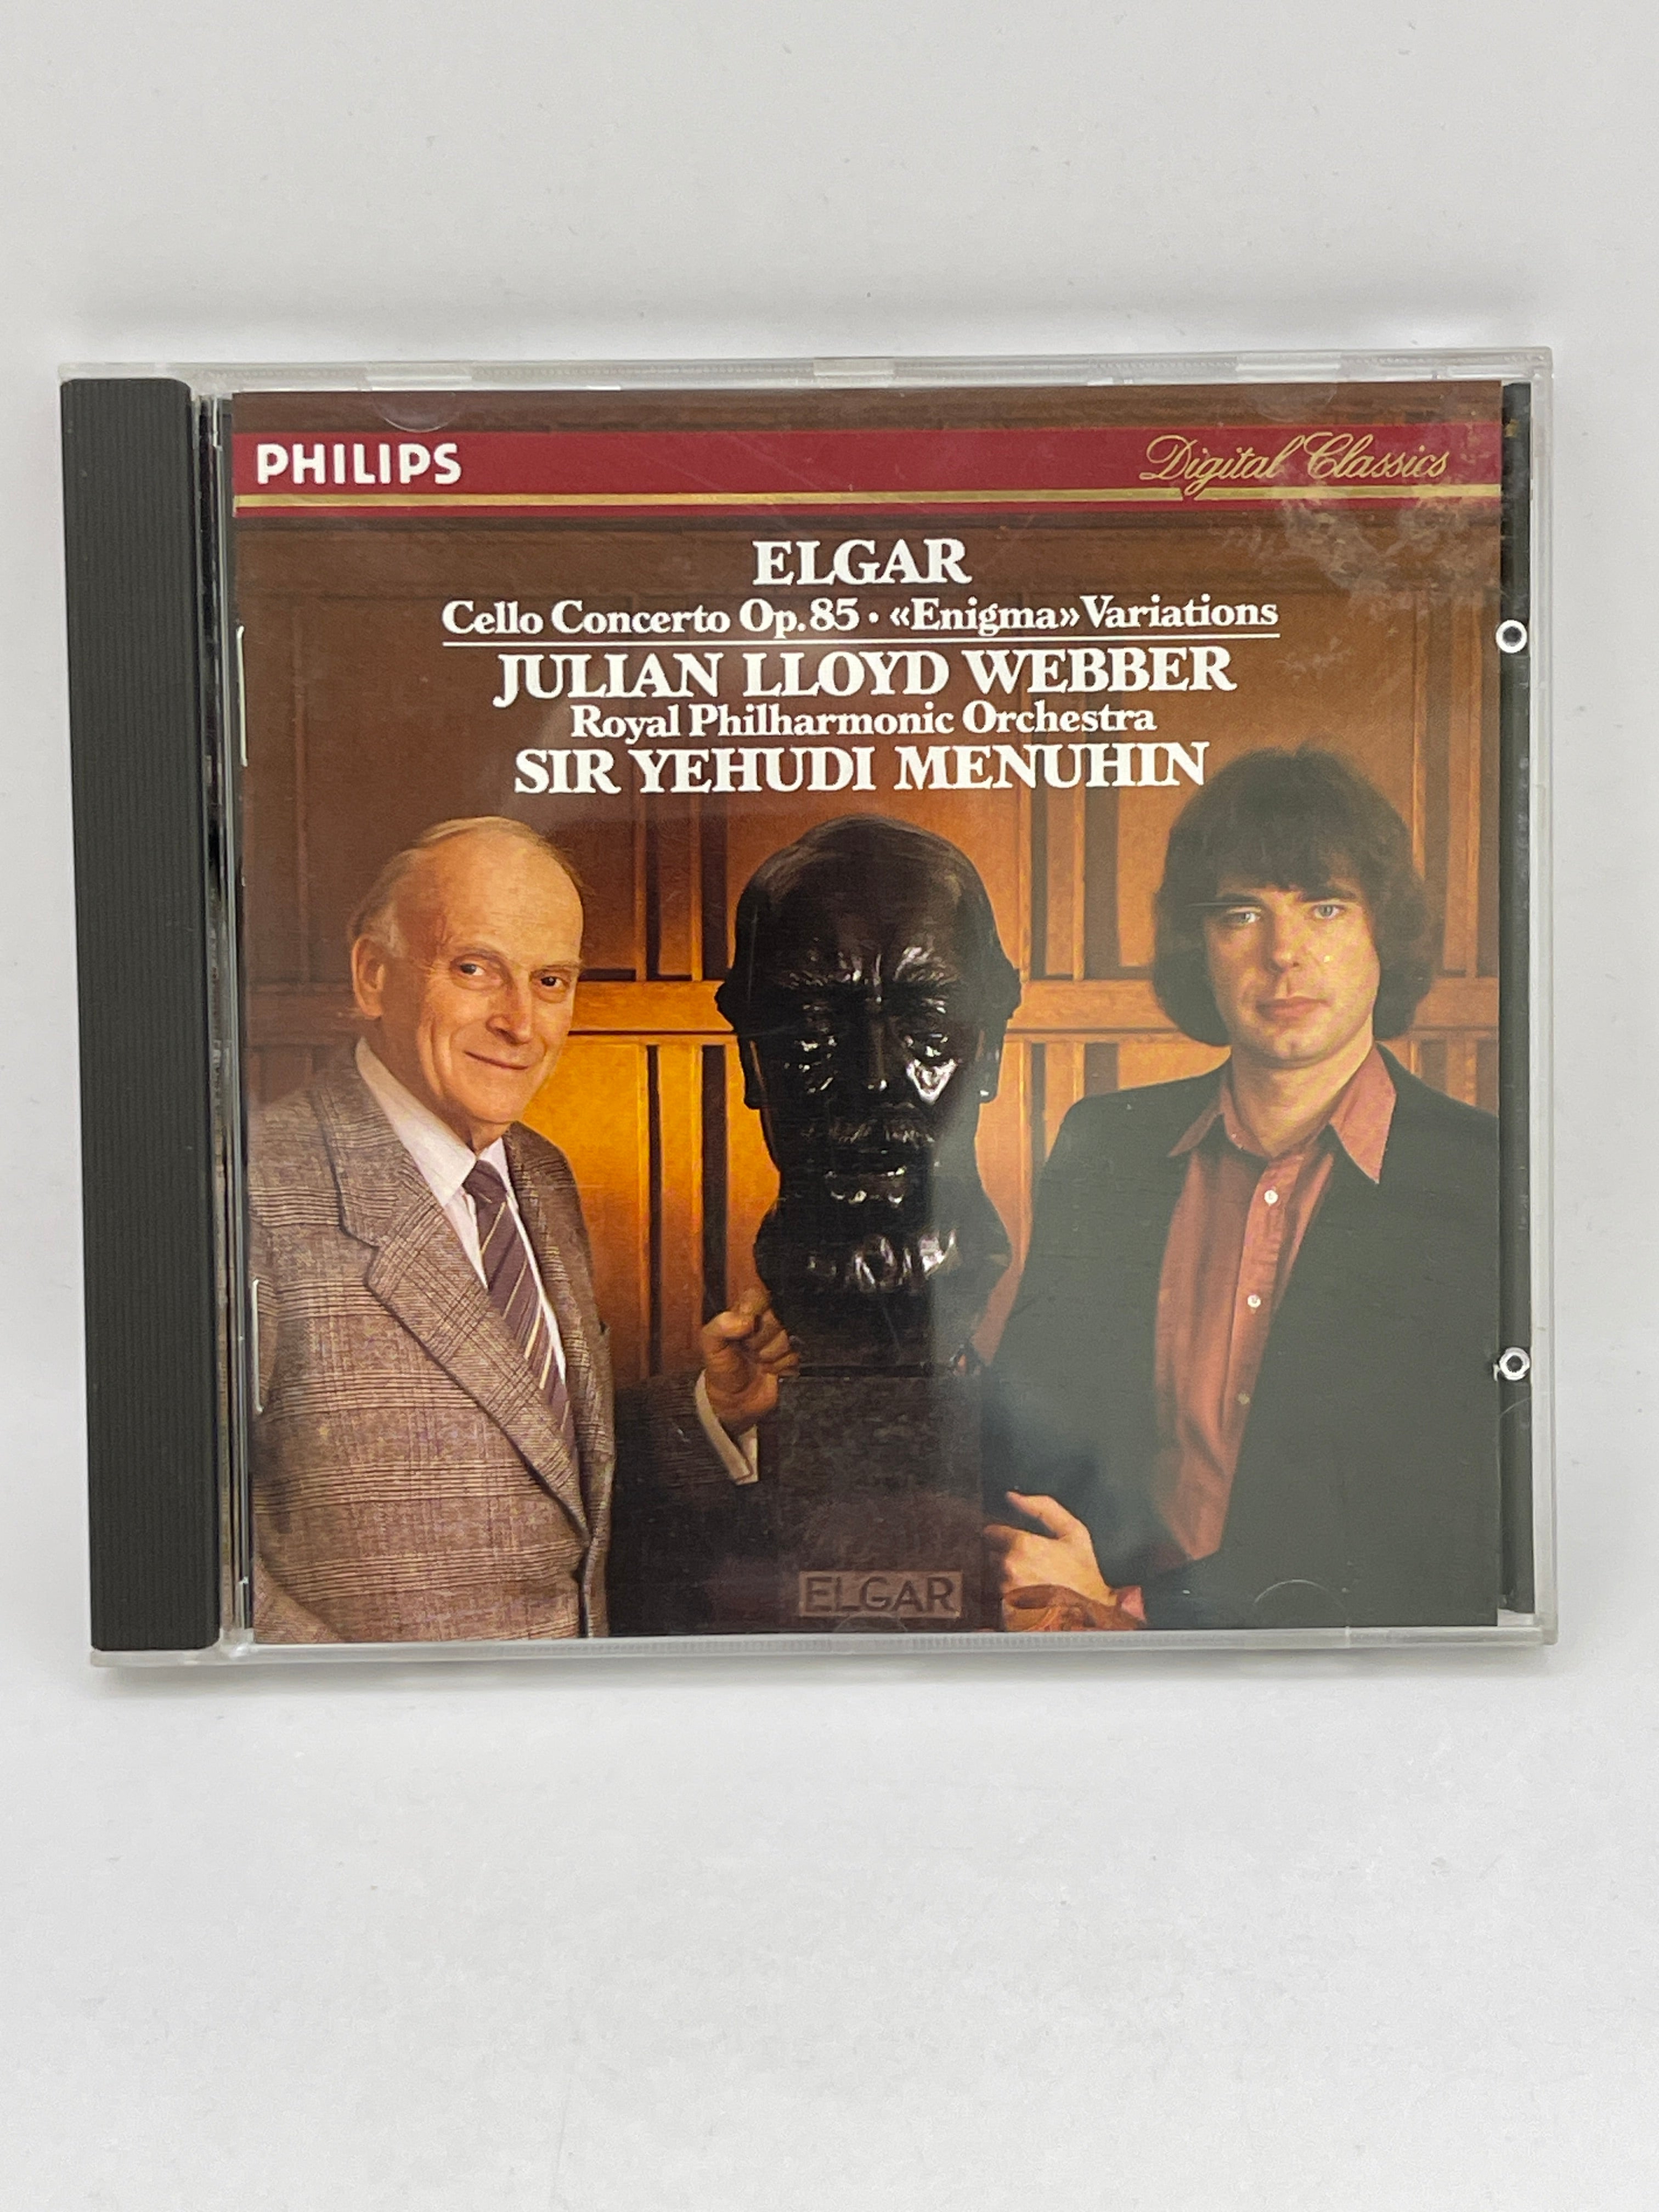 PHILIPS
Digital Classics
ELGAR
Cello Concerto Op. 85 · «Enigma» Variations
JULIAN LLOYD WEBBER
Royal Philharmonic Orchestra
SIR YEHUDI MENUHIN
ELGAR